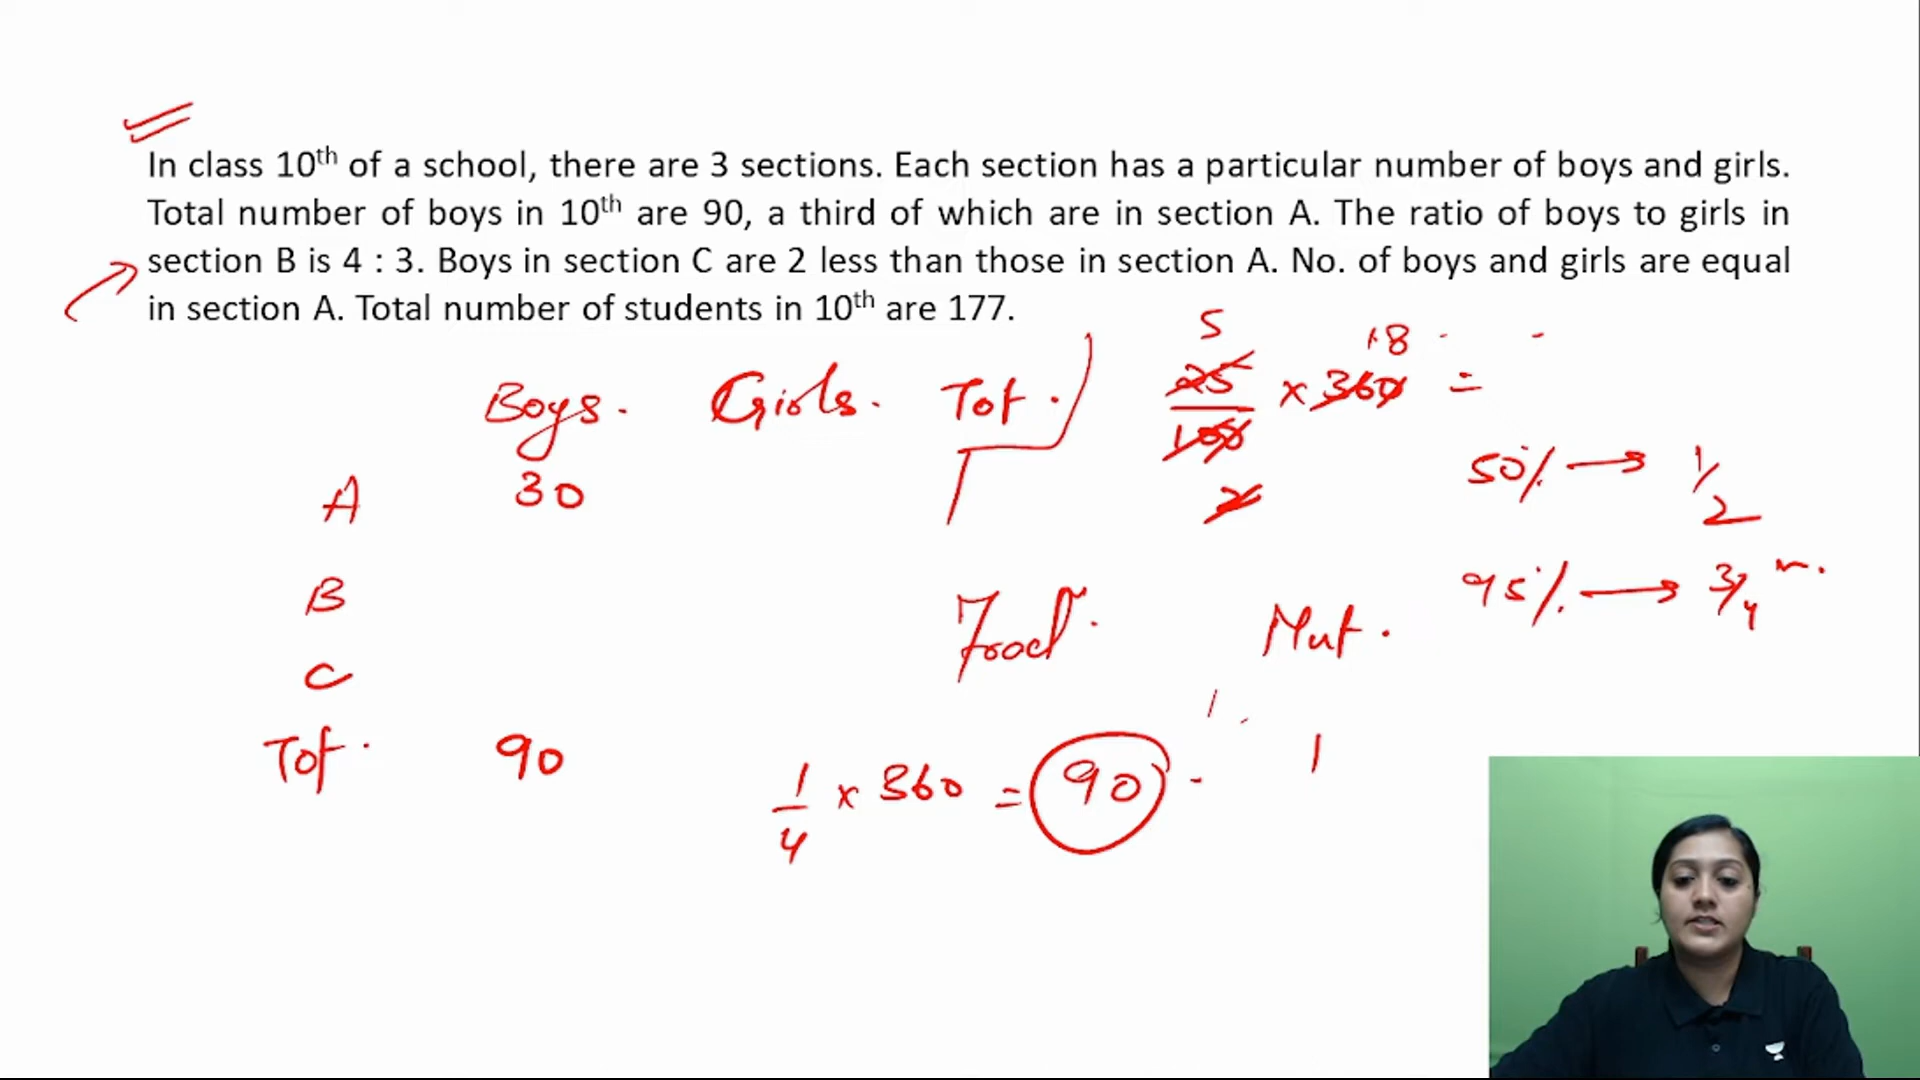 In class 10th of a school, there are 3 sections. Each section has a particular number of boys and girls.
Total number of boys in 10th are 90, a third of which are in section A. The ratio of boys to girls in
section B is 4 : 3. Boys in section C are 2 less than those in section A. No. of boys and girls are equal
in section A. Total number of students in 10th are 177.
5 18
25/100 × 360 =
2
Boys. Girls. Tot.
50% → 1/2
A 30
B
75% → 3/4
C
Tot. 90
1/4 × 360 = 90
1